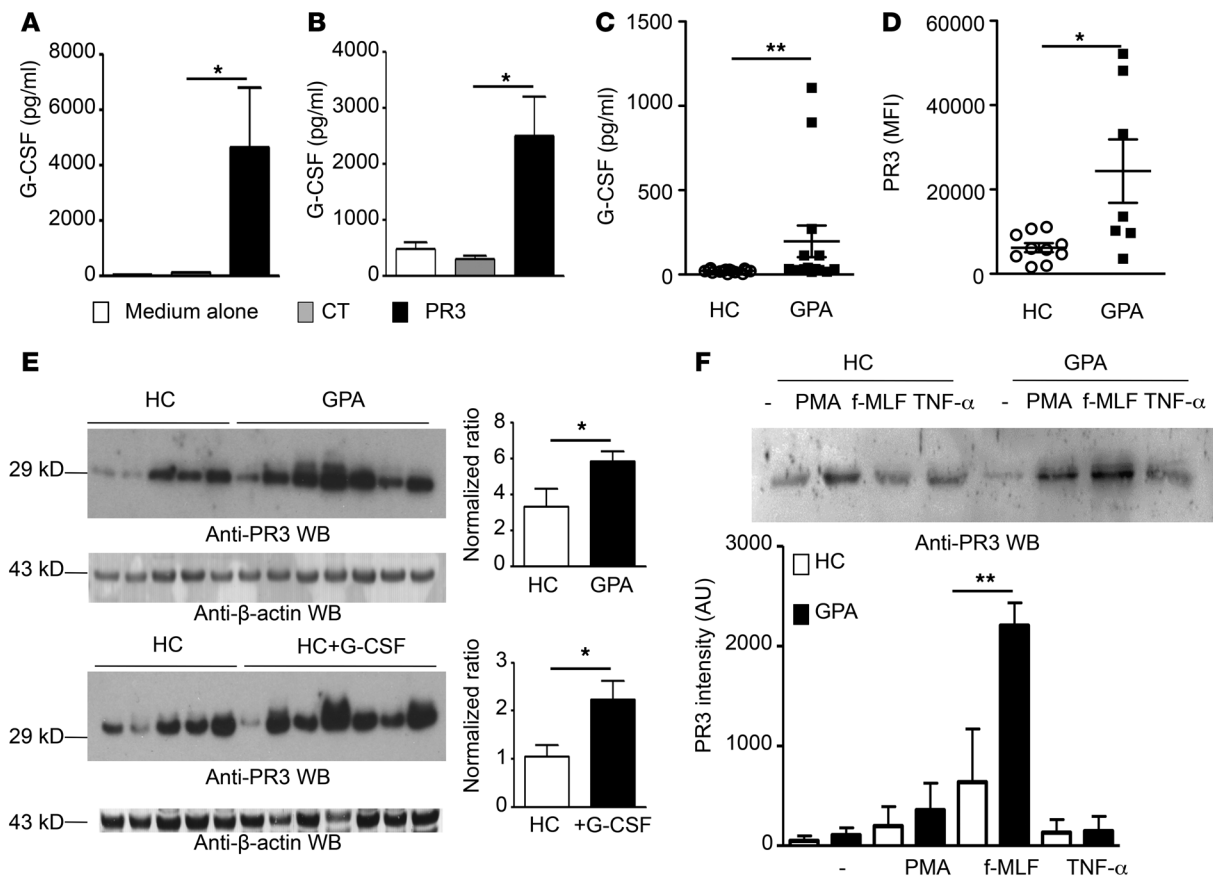 A
G-CSF (pg/ml)
8000
6000
4000
2000
0
*
B
G-CSF (pg/ml)
4000
3000
2000
1000
0
*
Medium alone
CT
PR3
C
G-CSF (pg/ml)
1500
1000
500
0
**
HC
GPA
D
PR3 (MFI)
60000
40000
20000
0
*
HC
GPA
E
HC
GPA
29 kD
Anti-PR3 WB
43 kD
Anti-β-actin WB
Normalized ratio
8
6
4
2
0
*
HC
GPA
HC
HC+G-CSF
29 kD
Anti-PR3 WB
43 kD
Anti-β-actin WB
Normalized ratio
3
2
1
0
*
HC
+G-CSF
F
HC
GPA
- PMA f-MLF TNF-α - PMA f-MLF TNF-α
Anti-PR3 WB
PR3 intensity (AU)
3000
2000
1000
0
HC
GPA
**
- PMA f-MLF TNF-α